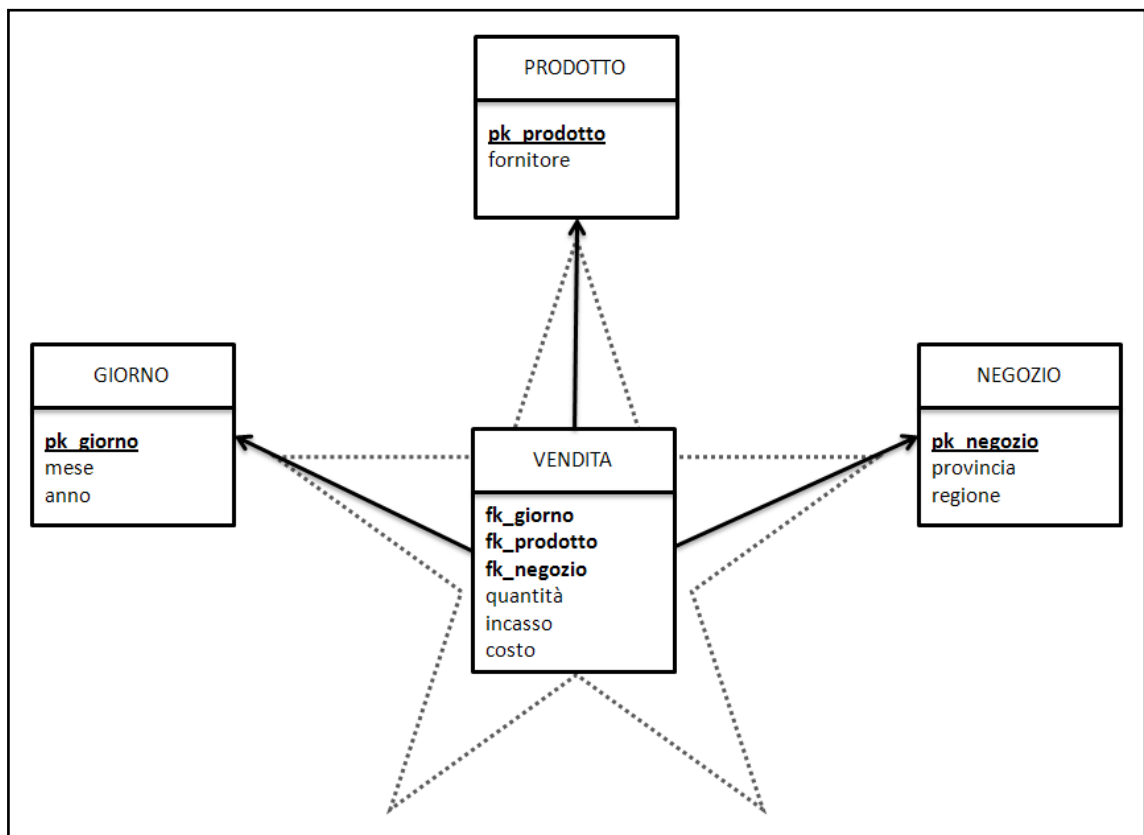 PRODOTTO
pk_prodotto
fornitore
GIORNO
pk_giorno
mese
anno
NEGOZIO
pk_negozio
provincia
regione
VENDITA
fk_giorno
fk_prodotto
fk_negozio
quantità
incasso
costo